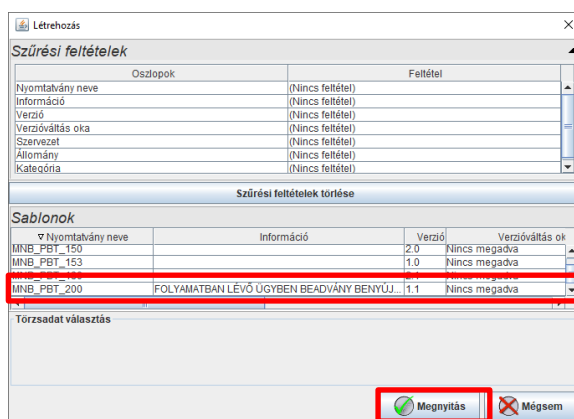 Létrehozás
Szűrési feltételek
Oszlopok Feltétel
Nyomtatvány neve (Nincs feltétel)
Információ (Nincs feltétel)
Verzió (Nincs feltétel)
Verzióváltás oka (Nincs feltétel)
Szervezet (Nincs feltétel)
Állomány (Nincs feltétel)
Kategória (Nincs feltétel)
Szűrési feltételek törlése
Sablonok
Nyomtatvány neve Információ Verzió Verzióváltás ok
MNB_PBT_150 2.0 Nincs megadva
MNB_PBT_153 1.0 Nincs megadva
MNB_PBT_200 FOLYAMATBAN LÉVŐ ÜGYBEN BEADVÁNY BENYÚJ... 1.1 Nincs megadva
Törzsadat választás
Megnyitás Mégsem